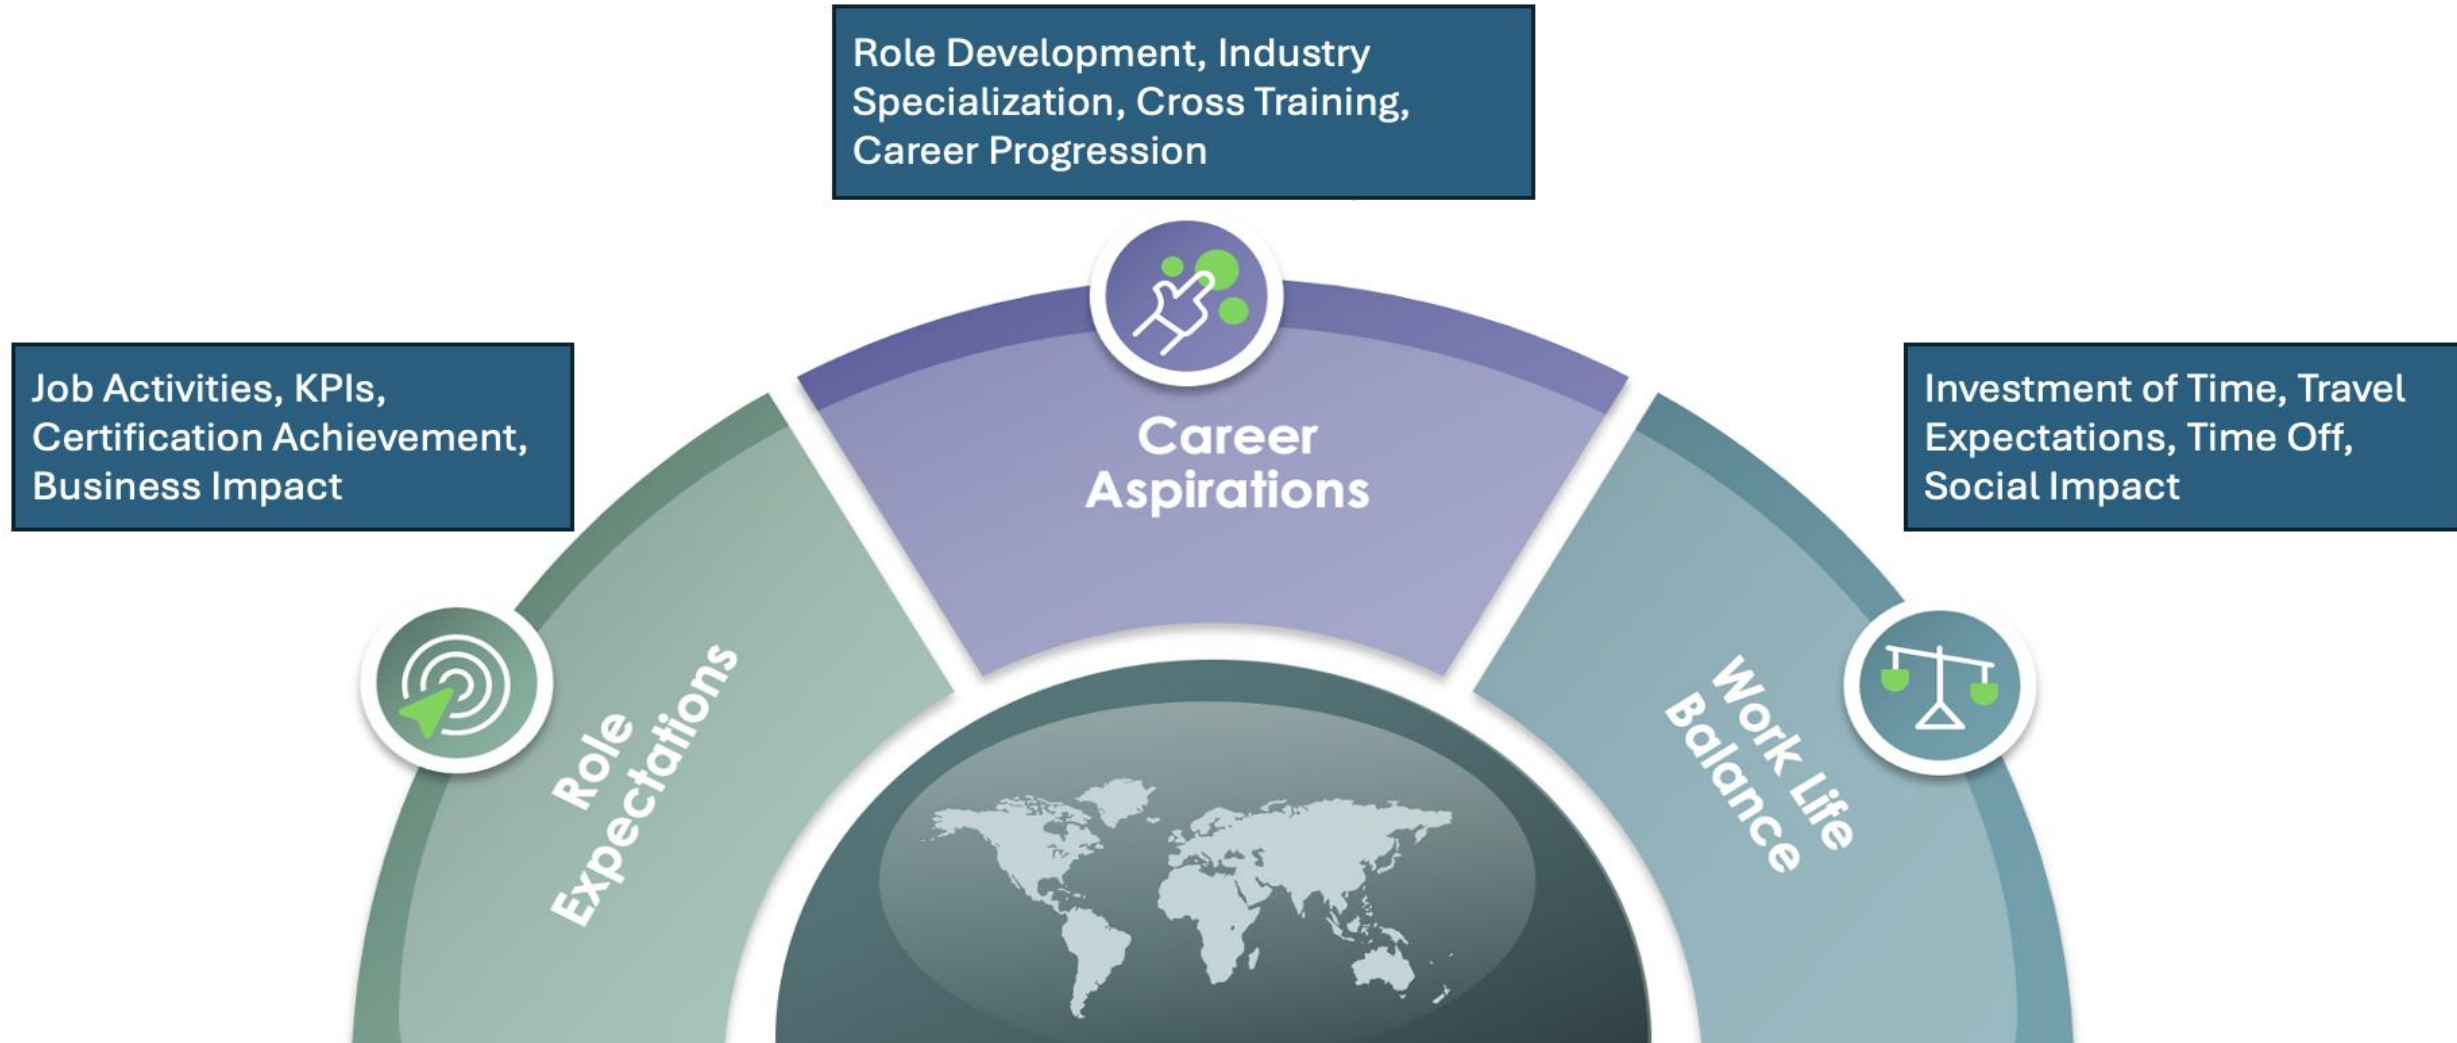 Role Development, Industry
Specialization, Cross Training,
Career Progression
Job Activities, KPIs,
Certification Achievement,
Business Impact
Investment of Time, Travel
Expectations, Time Off,
Social Impact
Career
Aspirations
Role
Expectations
Work Life
Balance